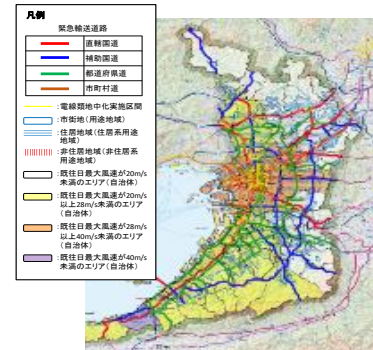 凡例
緊急輸送道路
直轄国道
補助国道
都道府県道
市町村道
:電線類地中化実施区間
:市街地(用途地域)
:住居地域(住居系用途
地域)
:非住居地域(非住居系
用途地域)
:既往日最大風速が20m/s
未満のエリア(自治体)
:既往日最大風速が20m/s
以上28m/s未満のエリア
(自治体)
:既往日最大風速が28m/s
以上40m/s未満のエリア
(自治体)
:既往日最大風速が40m/s
未満のエリア(自治体)